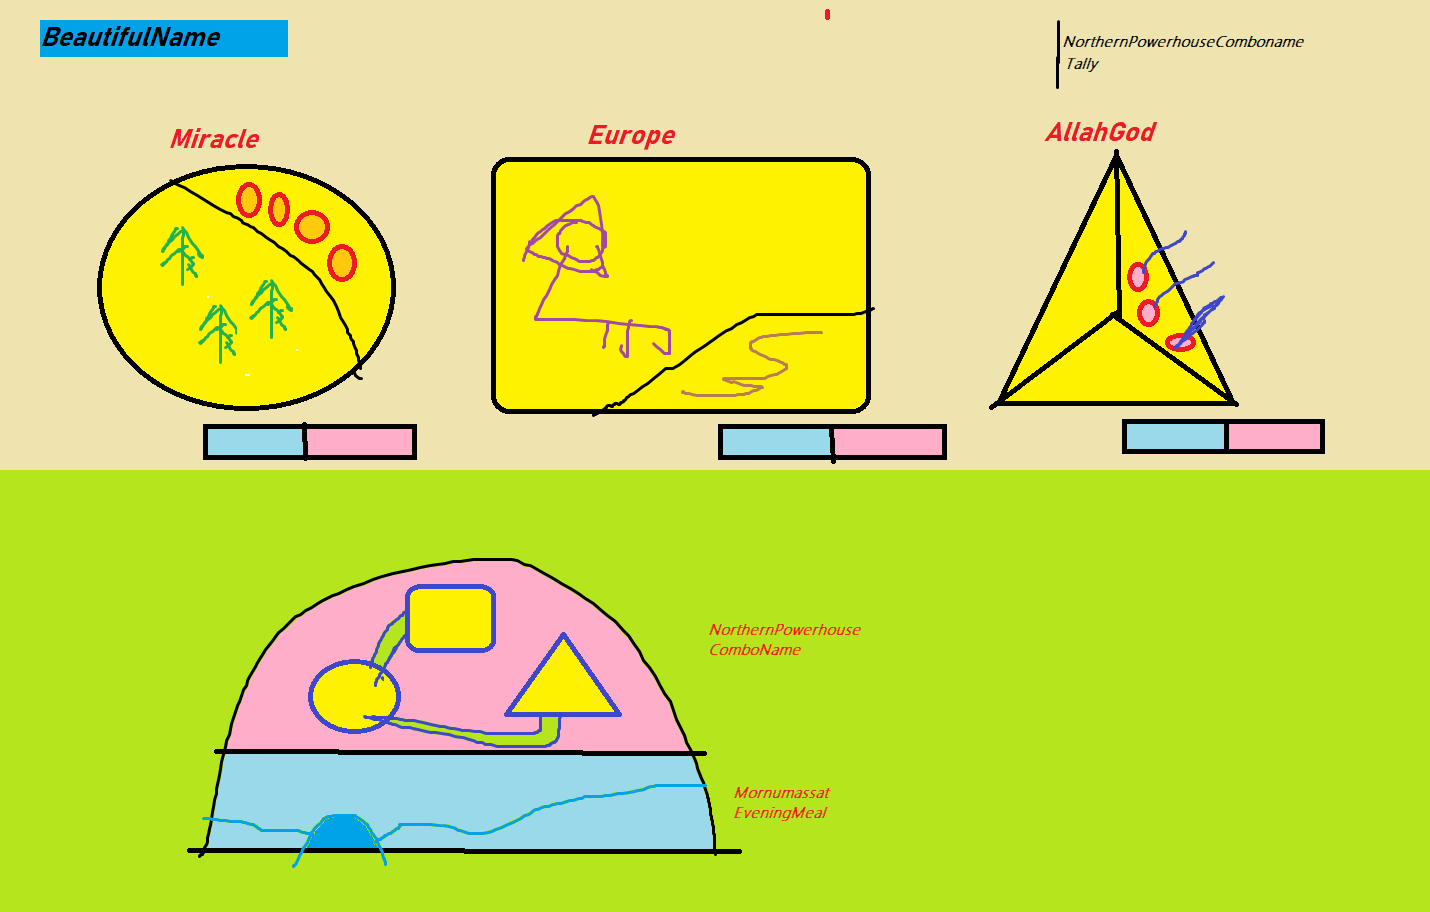 BeautifulName
NorthernPowerhouseComboname
Tally
Miracle
Europe
AllahGod
NorthernPowerhouse
ComboName
Mornumassat
EveningMeal